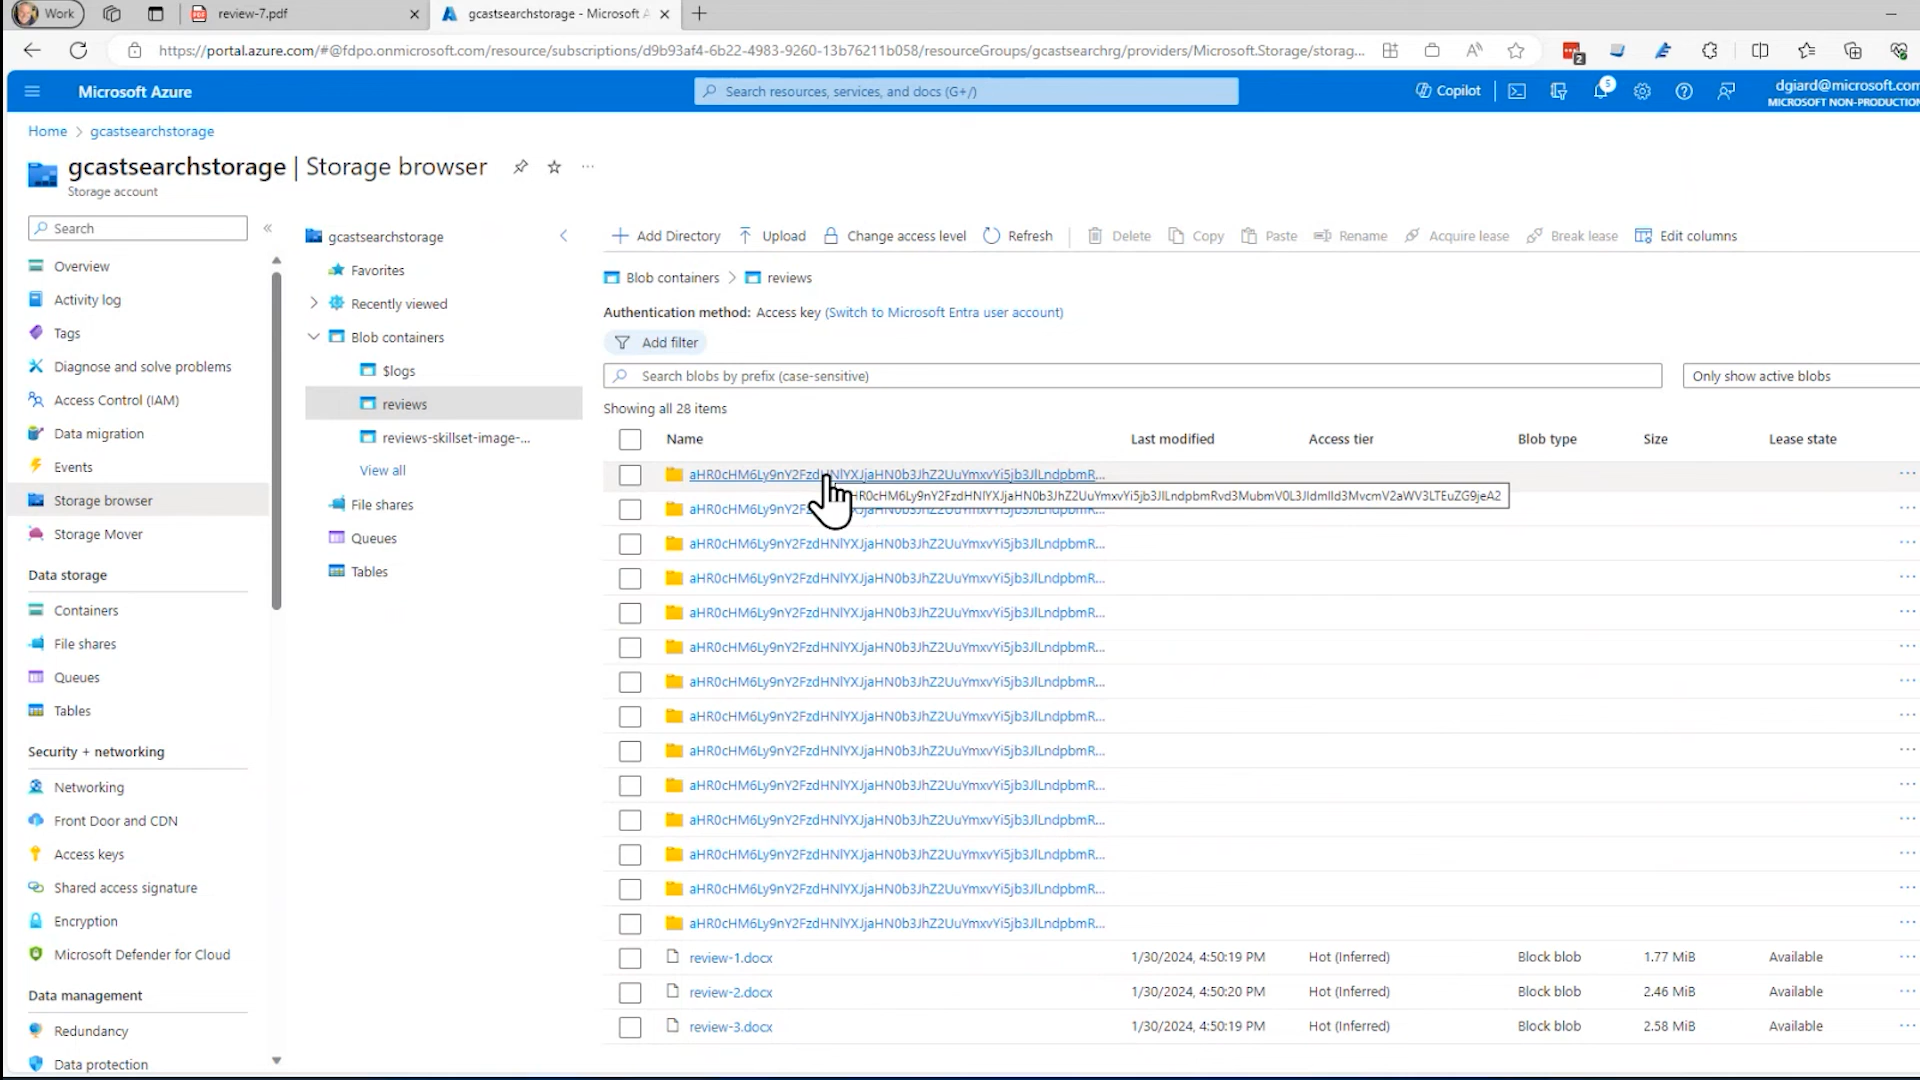 Work
review-7.pdf
gcastsearchstorage - Microsoft A
https://portal.azure.com/#@fdpo.onmicrosoft.com/resource/subscriptions/d9b93af4-6b22-4983-9260-13b76211b058/resourceGroups/gcastsearchrg/providers/Microsoft.Storage/storag...
2
Microsoft Azure
Search resources, services, and docs (G+/)
Copilot
5
dgiard@microsoft.com
MICROSOFT NON-PRODUCTION
Home > gcastsearchstorage
gcastsearchstorage | Storage browser
Storage account
Search
Overview
Activity log
Tags
Diagnose and solve problems
Access Control (IAM)
Data migration
Events
Storage browser
Storage Mover
Data storage
Containers
File shares
Queues
Tables
Security + networking
Networking
Front Door and CDN
Access keys
Shared access signature
Encryption
Microsoft Defender for Cloud
Data management
Redundancy
Data protection
gcastsearchstorage
Favorites
Recently viewed
Blob containers
$logs
reviews
reviews-skillset-image-...
View all
File shares
Queues
Tables
Add Directory Upload Change access level Refresh Delete Copy Paste Rename Acquire lease Break lease Edit columns
Blob containers > reviews
Authentication method: Access key (Switch to Microsoft Entra user account)
Add filter
Search blobs by prefix (case-sensitive)
Only show active blobs
Showing all 28 items
Name Last modified Access tier Blob type Size Lease state
aHR0cHM6Ly9nY2FzdHNlYXJjaHN0b3JhZ2UuYmxvYi5jb3JlLndpbmR...
HR0cHM6Ly9nY2FzdHNlYXJjaHN0b3JhZ2UuYmxvYi5jb3JlLndpbmRvd3MubmV0L3Jldmlld3MvcmV2aWV3LTEuZG9jeA2
aHR0cHM6Ly9nY2FzdHNlYXJjaHN0b3JhZ2UuYmxvYi5jb3JlLndpbmR...
aHR0cHM6Ly9nY2FzdHNlYXJjaHN0b3JhZ2UuYmxvYi5jb3JlLndpbmR...
aHR0cHM6Ly9nY2FzdHNlYXJjaHN0b3JhZ2UuYmxvYi5jb3JlLndpbmR...
aHR0cHM6Ly9nY2FzdHNlYXJjaHN0b3JhZ2UuYmxvYi5jb3JlLndpbmR...
aHR0cHM6Ly9nY2FzdHNlYXJjaHN0b3JhZ2UuYmxvYi5jb3JlLndpbmR...
aHR0cHM6Ly9nY2FzdHNlYXJjaHN0b3JhZ2UuYmxvYi5jb3JlLndpbmR...
aHR0cHM6Ly9nY2FzdHNlYXJjaHN0b3JhZ2UuYmxvYi5jb3JlLndpbmR...
aHR0cHM6Ly9nY2FzdHNlYXJjaHN0b3JhZ2UuYmxvYi5jb3JlLndpbmR...
aHR0cHM6Ly9nY2FzdHNlYXJjaHN0b3JhZ2UuYmxvYi5jb3JlLndpbmR...
aHR0cHM6Ly9nY2FzdHNlYXJjaHN0b3JhZ2UuYmxvYi5jb3JlLndpbmR...
aHR0cHM6Ly9nY2FzdHNlYXJjaHN0b3JhZ2UuYmxvYi5jb3JlLndpbmR...
aHR0cHM6Ly9nY2FzdHNlYXJjaHN0b3JhZ2UuYmxvYi5jb3JlLndpbmR...
aHR0cHM6Ly9nY2FzdHNlYXJjaHN0b3JhZ2UuYmxvYi5jb3JlLndpbmR...
review-1.docx 1/30/2024, 4:50:19 PM Hot (Inferred) Block blob 1.77 MiB Available
review-2.docx 1/30/2024, 4:50:20 PM Hot (Inferred) Block blob 2.46 MiB Available
review-3.docx 1/30/2024, 4:50:19 PM Hot (Inferred) Block blob 2.58 MiB Available